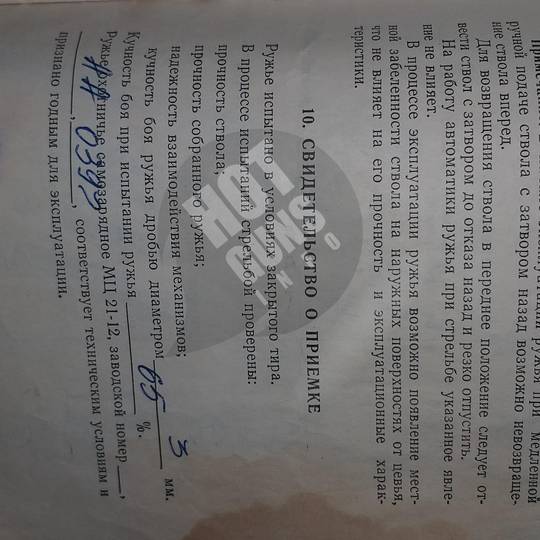 ручной подаче ствола с затвором назад возможно невозвраще-
ние ствола вперед.
Для возвращения ствола в переднее положение следует от-
вести ствол с затвором до отказа назад и резко отпустить.
На работу автоматики ружья при стрельбе указанное явле-
ние не влияет.
В процессе эксплуатации ружья возможно появление мест-
ной забеленности ствола на наружных поверхностях от цевья,
что не влияет на его прочность и эксплуатационные харак-
теристики.
10. СВИДЕТЕЛЬСТВО О ПРИЕМКЕ
Ружье испытано в условиях закрытого тира.
В процессе испытаний стрельбой проверены:
прочность ствола;
прочность собранного ружья;
надежность взаимодействия механизмов;
кучность боя ружья дробью диаметром 3 мм.
Кучность боя при испытании ружья 65 %.
Ружье охотничье самозарядное МЦ 21-12, заводской номер
НН 0399, соответствует техническим условиям и
признано годным для эксплуатации.
HOT
GUNS
INFO